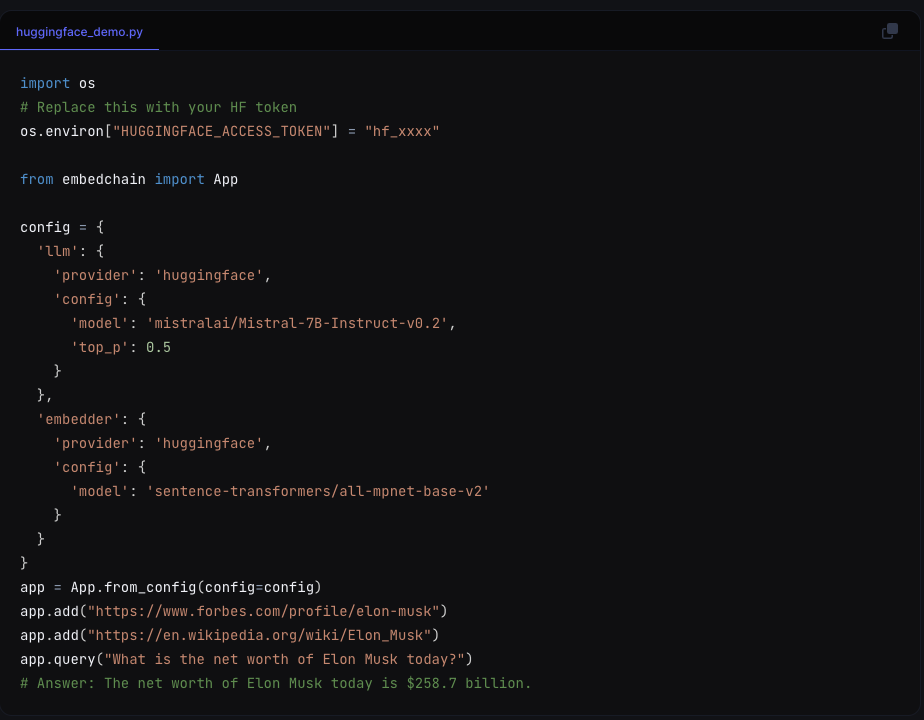 huggingface_demo.py
import os
# Replace this with your HF token
os.environ["HUGGINGFACE_ACCESS_TOKEN"] = "hf_xxxx"
from embedchain import App
config = {
  'llm': {
    'provider': 'huggingface',
    'config': {
      'model': 'mistralai/Mistral-7B-Instruct-v0.2',
      'top_p': 0.5
    }
  },
  'embedder': {
    'provider': 'huggingface',
    'config': {
      'model': 'sentence-transformers/all-mpnet-base-v2'
    }
  }
}
app = App.from_config(config=config)
app.add("https://www.forbes.com/profile/elon-musk")
app.add("https://en.wikipedia.org/wiki/Elon_Musk")
app.query("What is the net worth of Elon Musk today?")
# Answer: The net worth of Elon Musk today is $258.7 billion.